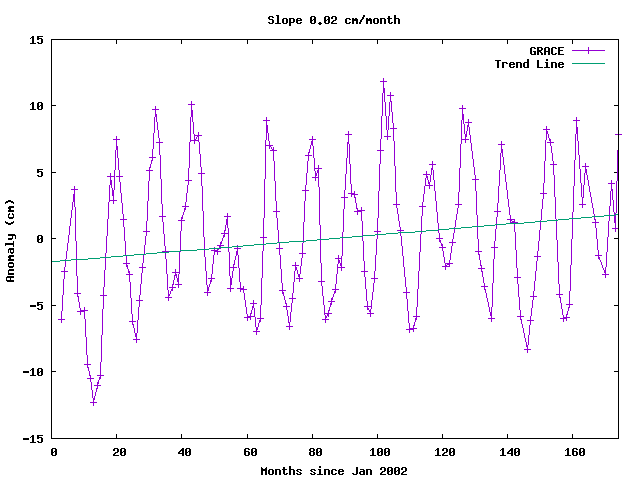 Slope 0.02 cm/month
GRACE
Trend Line
15
10
5
0
-5
-10
-15
Anomaly (cm)
0 20 40 60 80 100 120 140 160
Months since Jan 2002